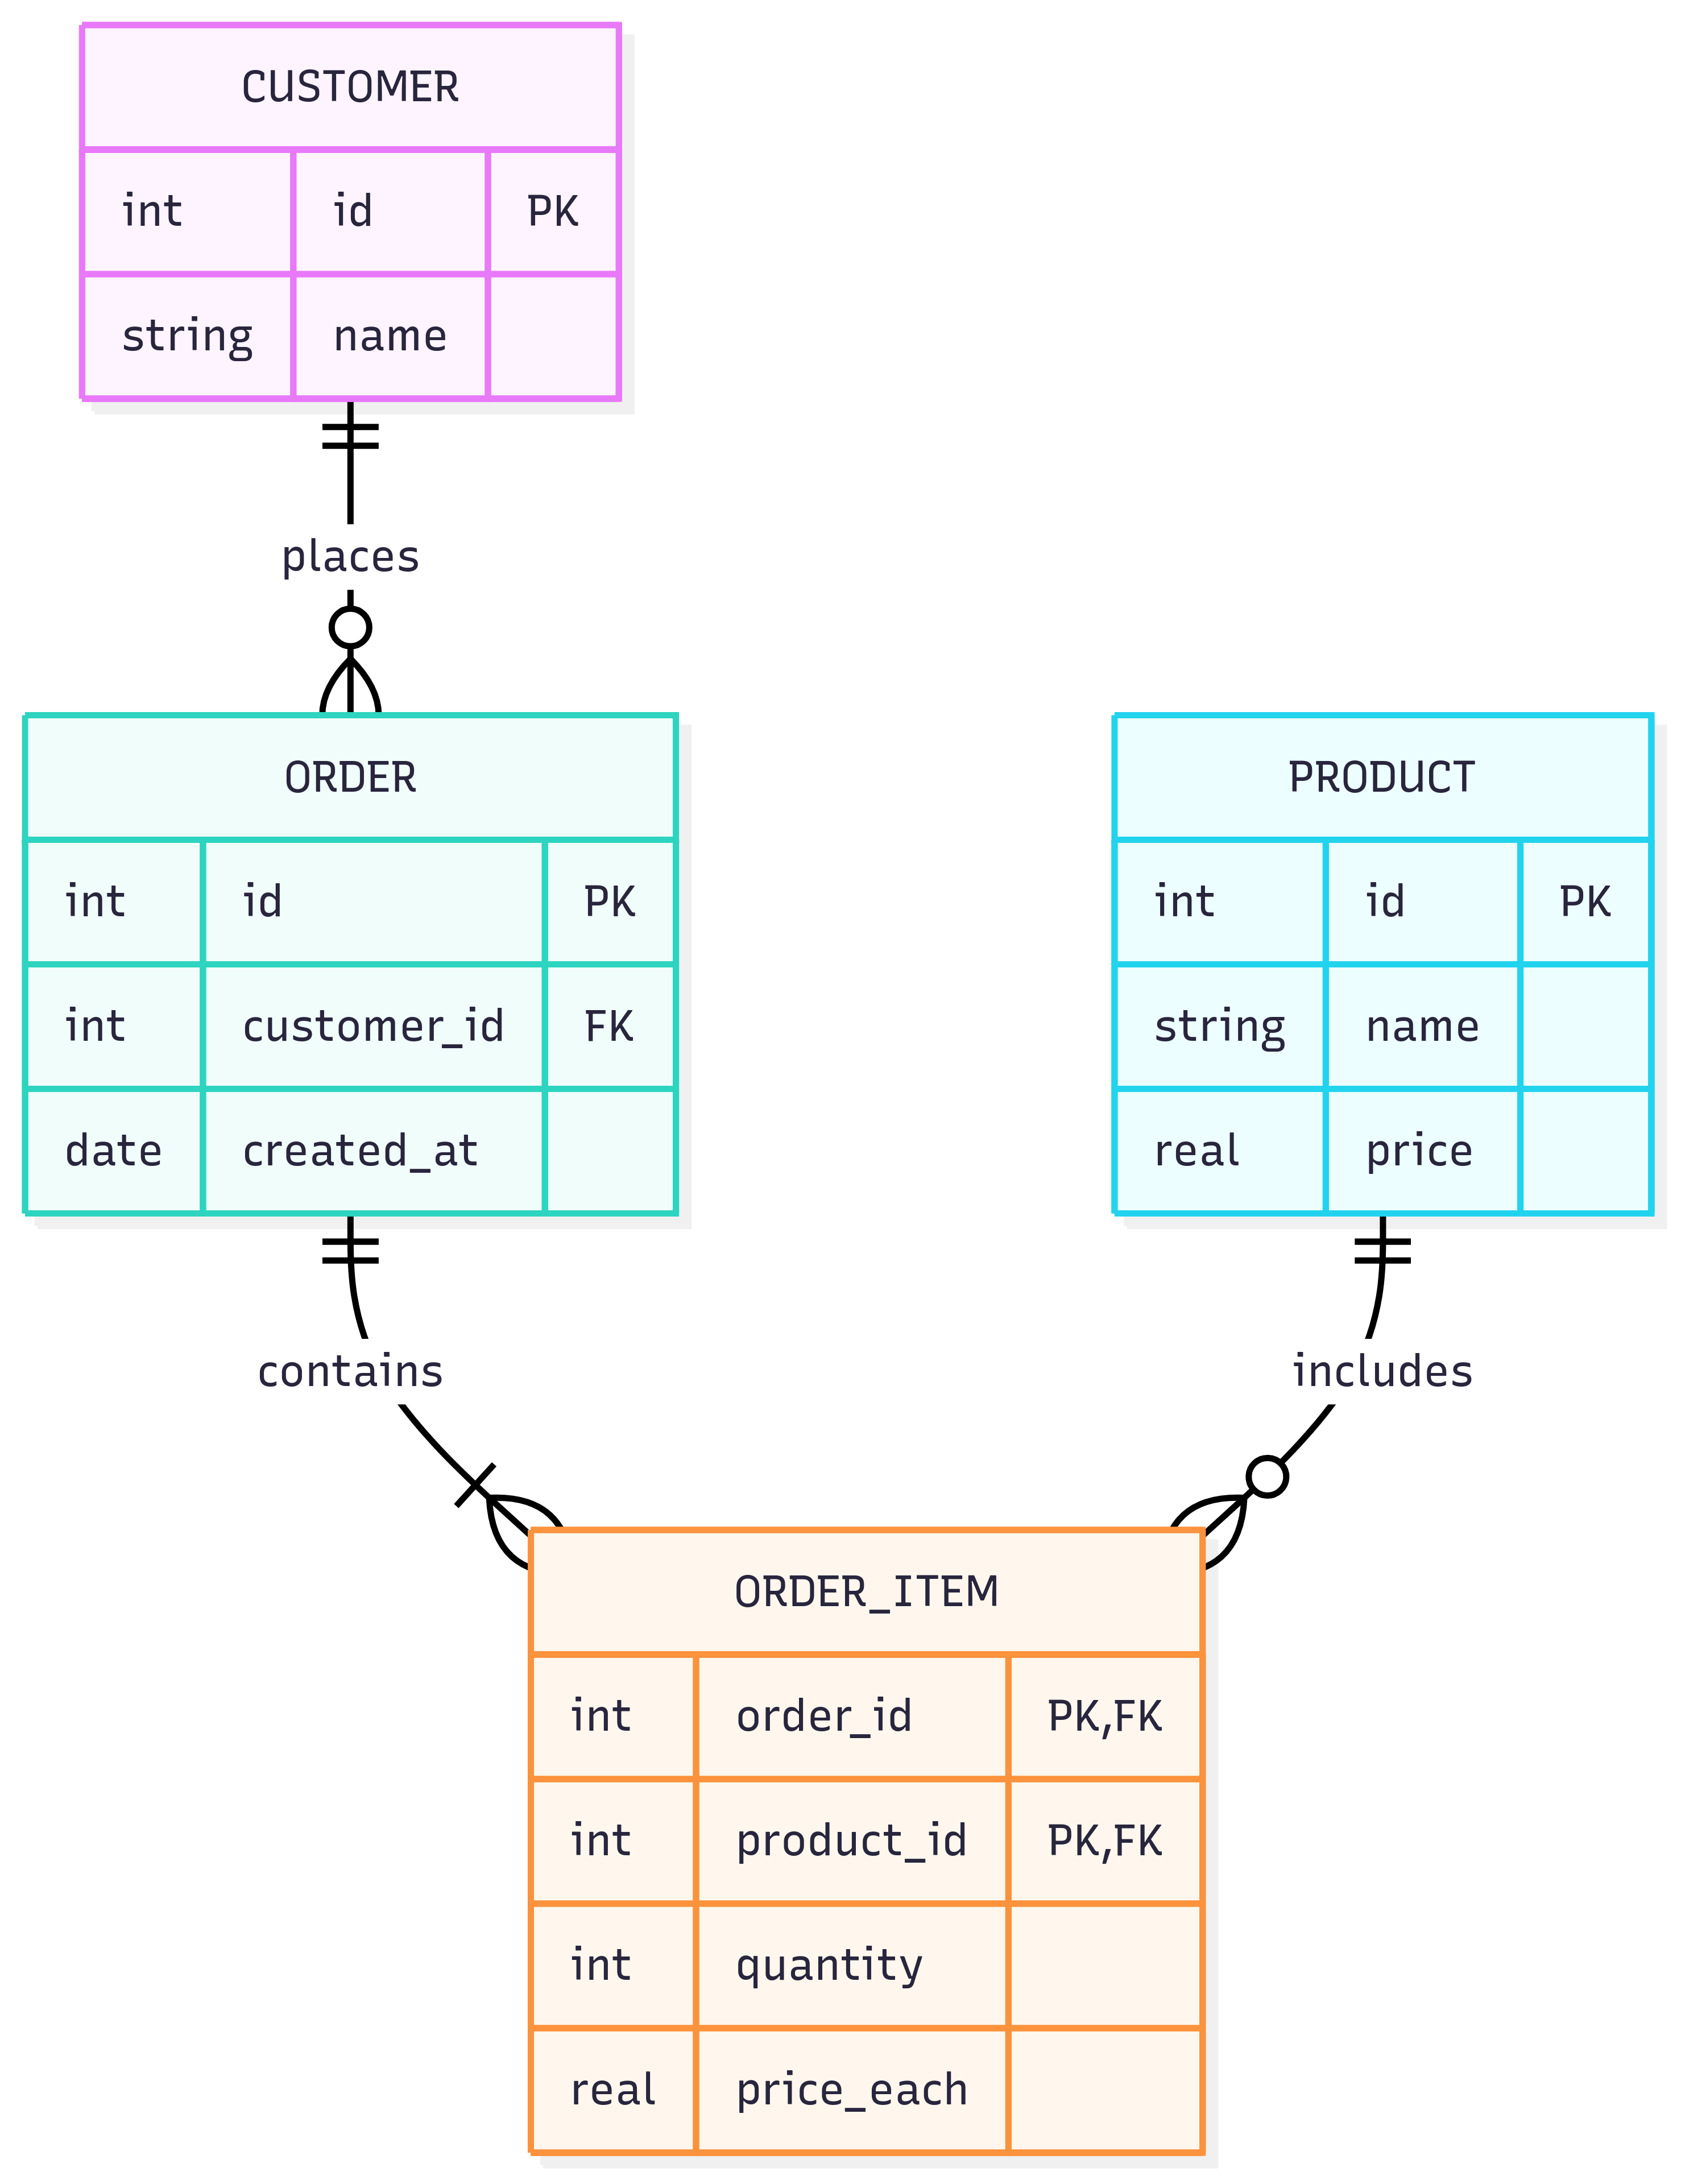 CUSTOMER
int id PK
string name
places
ORDER
int id PK
int customer_id FK
date created_at
PRODUCT
int id PK
string name
real price
contains
includes
ORDER_ITEM
int order_id PK,FK
int product_id PK,FK
int quantity
real price_each